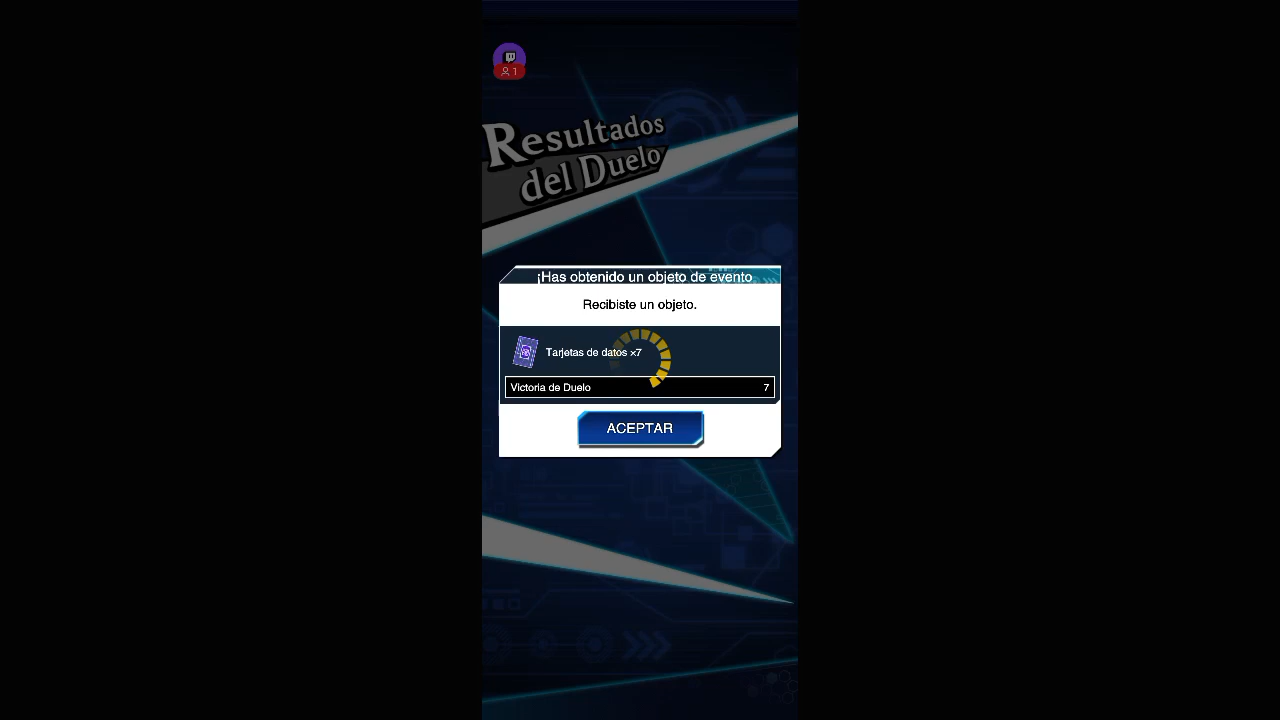 1
Resultados
del Duelo
¡Has obtenido un objeto de evento
Recibiste un objeto.
Tarjetas de datos ×7
Victoria de Duelo 7
ACEPTAR